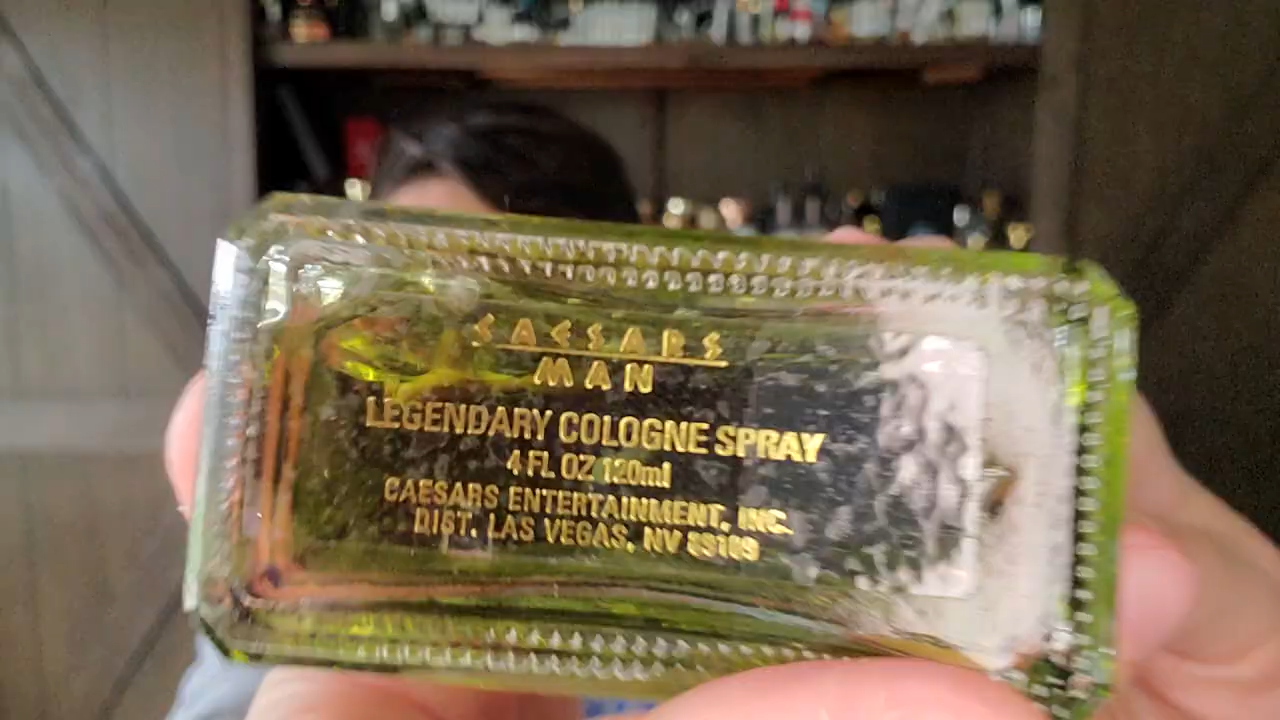 CAESARS
MAN
LEGENDARY COLOGNE SPRAY
4 FL OZ 120ml
CAESARS ENTERTAINMENT, INC.
DIST. LAS VEGAS, NV 89109